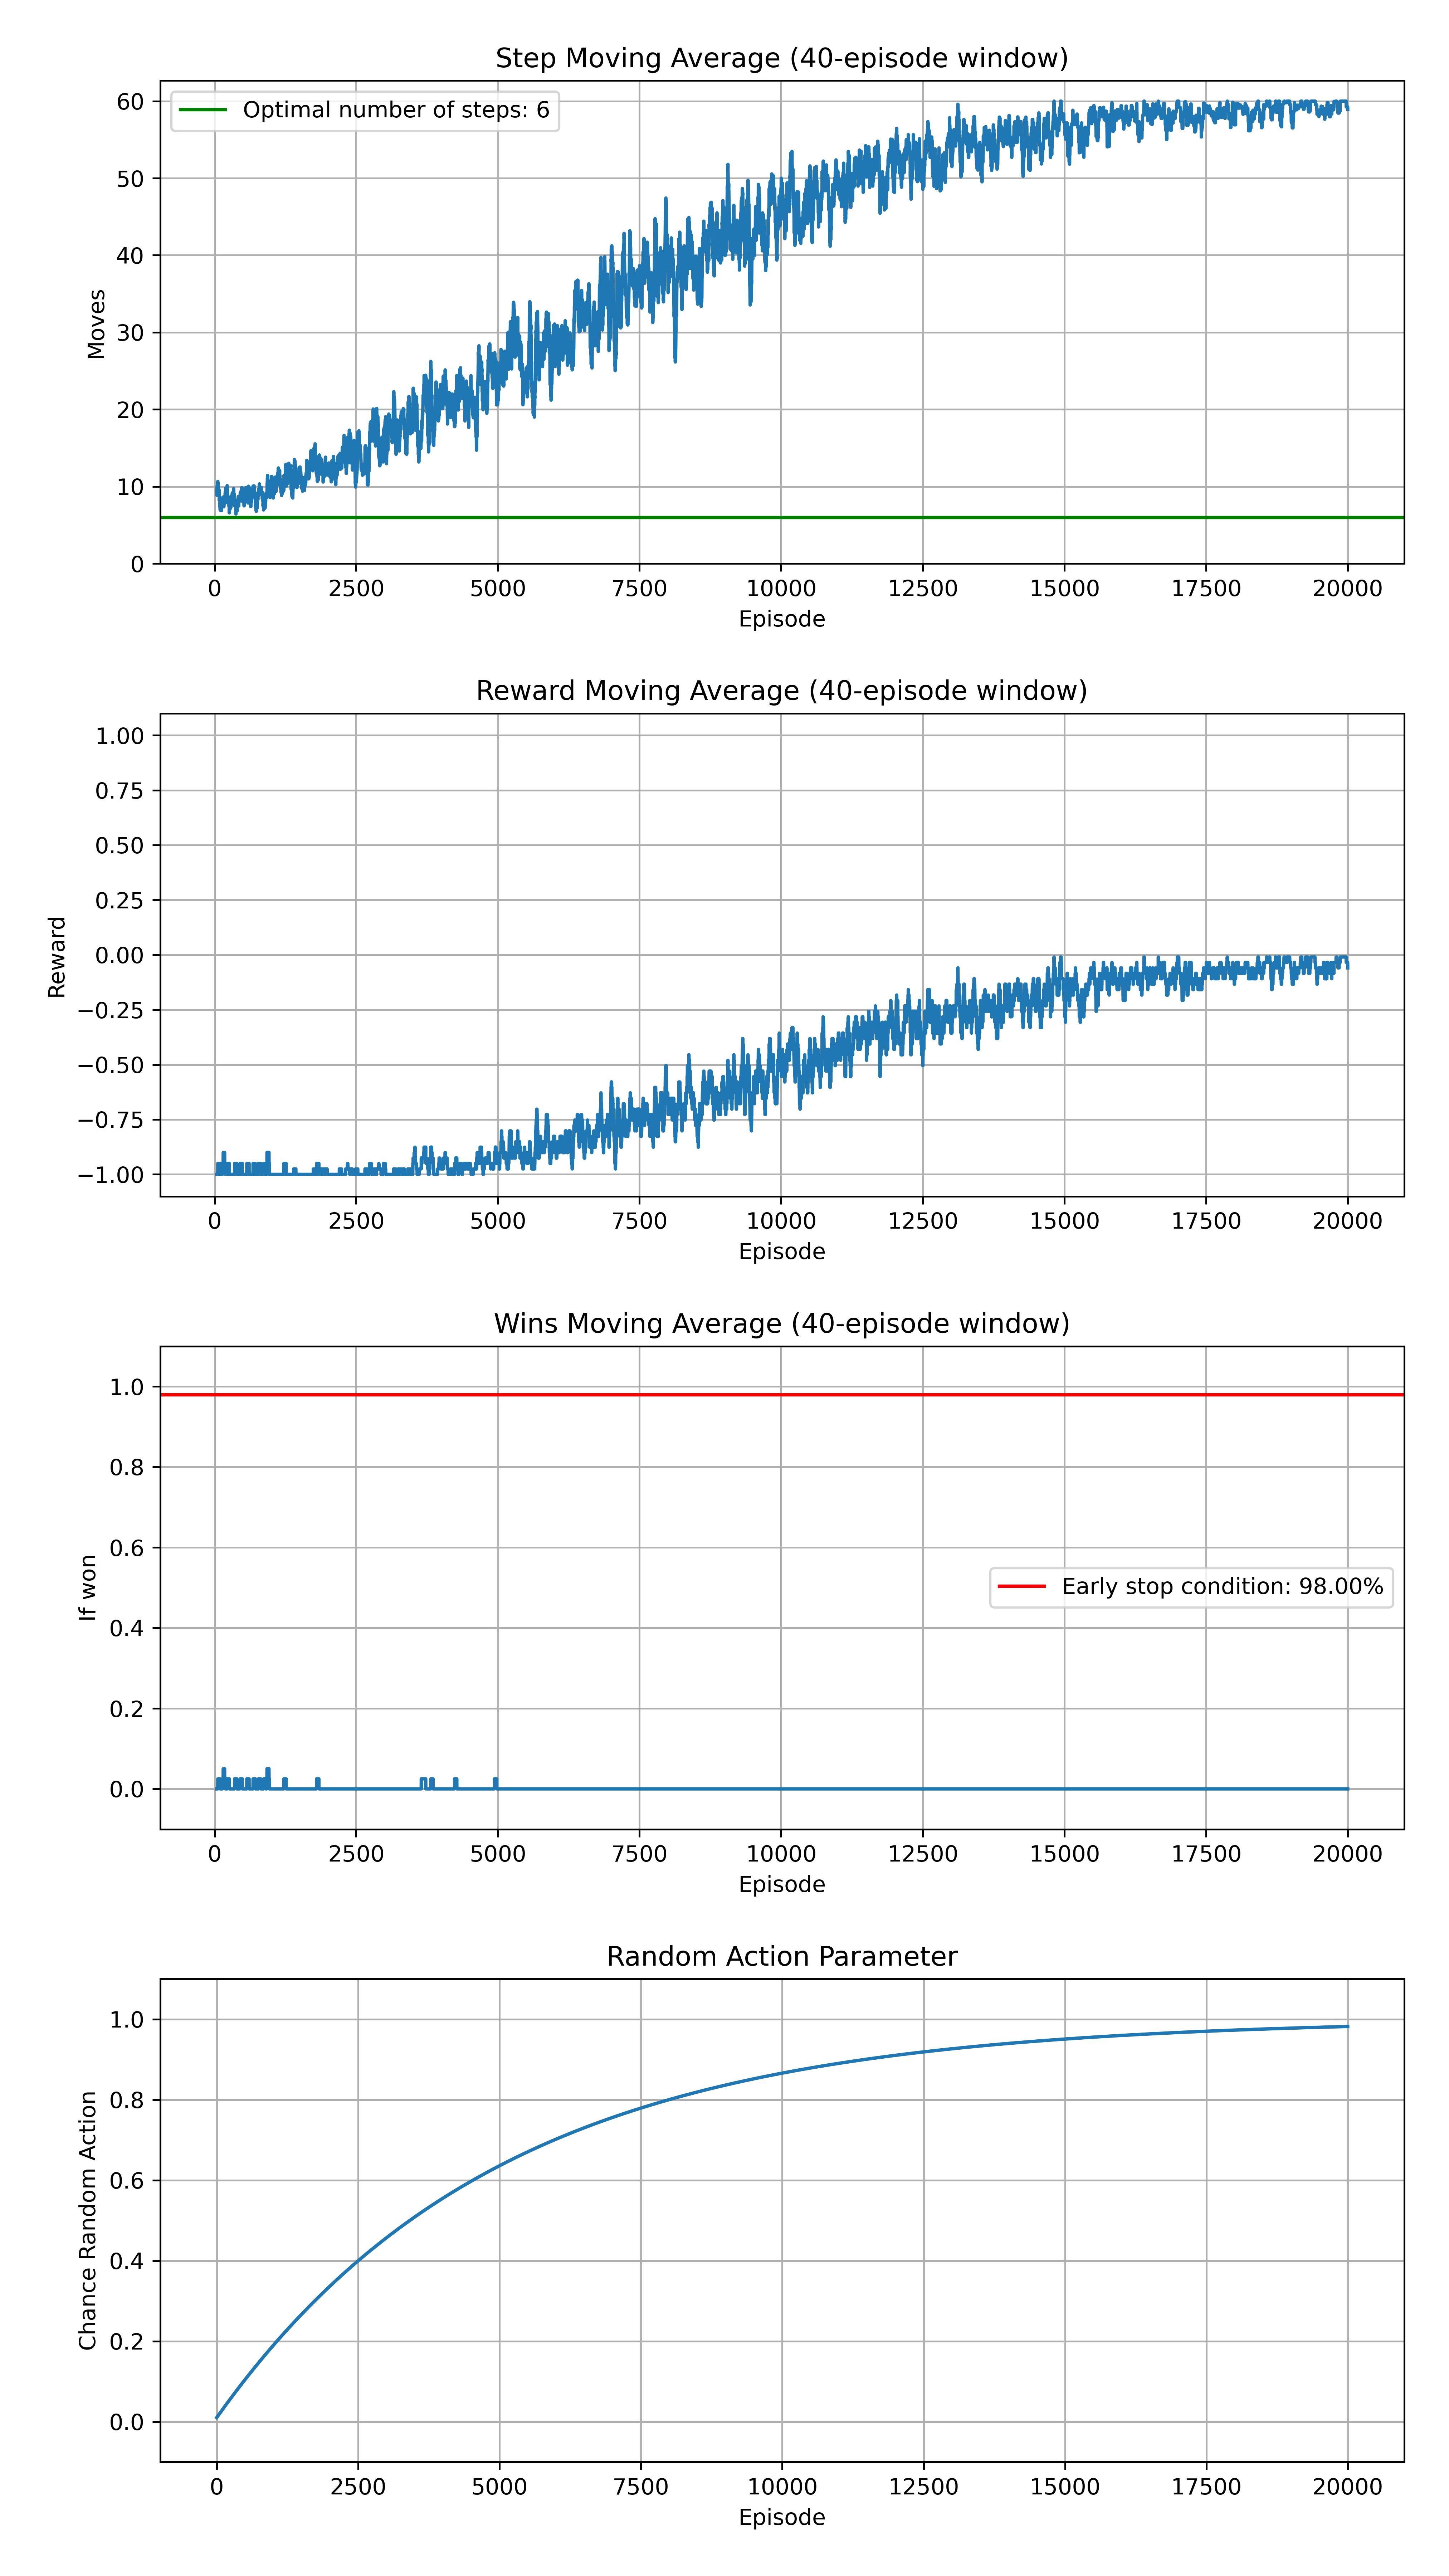 Step Moving Average (40-episode window)
Optimal number of steps: 6
60
50
40
30
20
10
0
Moves
0 2500 5000 7500 10000 12500 15000 17500 20000
Episode
Reward Moving Average (40-episode window)
1.00
0.75
0.50
0.25
0.00
−0.25
−0.50
−0.75
−1.00
Reward
0 2500 5000 7500 10000 12500 15000 17500 20000
Episode
Wins Moving Average (40-episode window)
1.0
0.8
0.6
0.4
0.2
0.0
If won
Early stop condition: 98.00%
0 2500 5000 7500 10000 12500 15000 17500 20000
Episode
Random Action Parameter
1.0
0.8
0.6
0.4
0.2
0.0
Chance Random Action
0 2500 5000 7500 10000 12500 15000 17500 20000
Episode